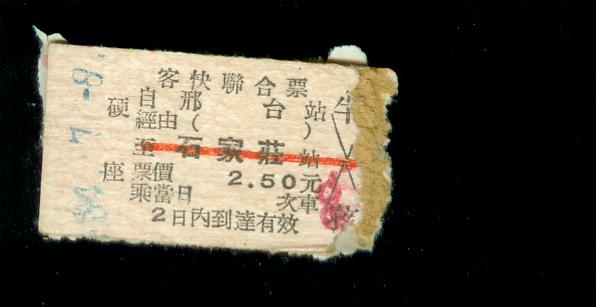 客快聯合票
硬座
自邢台站
經由( )
至石家莊站
票價 2.50元
乘當日 次車
2日內到達有效